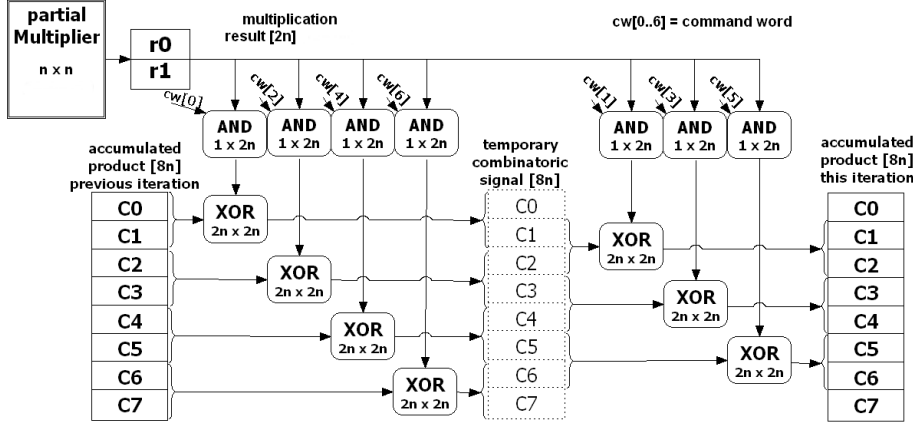 partial
Multiplier
n x n
r0
r1
multiplication
result [2n]
cw[0..6] = command word
cw[0]
cw[2]
cw[4]
cw[6]
cw[1]
cw[3]
cw[5]
AND
1 x 2n
AND
1 x 2n
AND
1 x 2n
AND
1 x 2n
AND
1 x 2n
AND
1 x 2n
AND
1 x 2n
accumulated
product [8n]
previous iteration
C0
C1
C2
C3
C4
C5
C6
C7
XOR
2n x 2n
XOR
2n x 2n
XOR
2n x 2n
XOR
2n x 2n
temporary
combinatoric
signal [8n]
C0
C1
C2
C3
C4
C5
C6
C7
XOR
2n x 2n
XOR
2n x 2n
XOR
2n x 2n
accumulated
product [8n]
this iteration
C0
C1
C2
C3
C4
C5
C6
C7